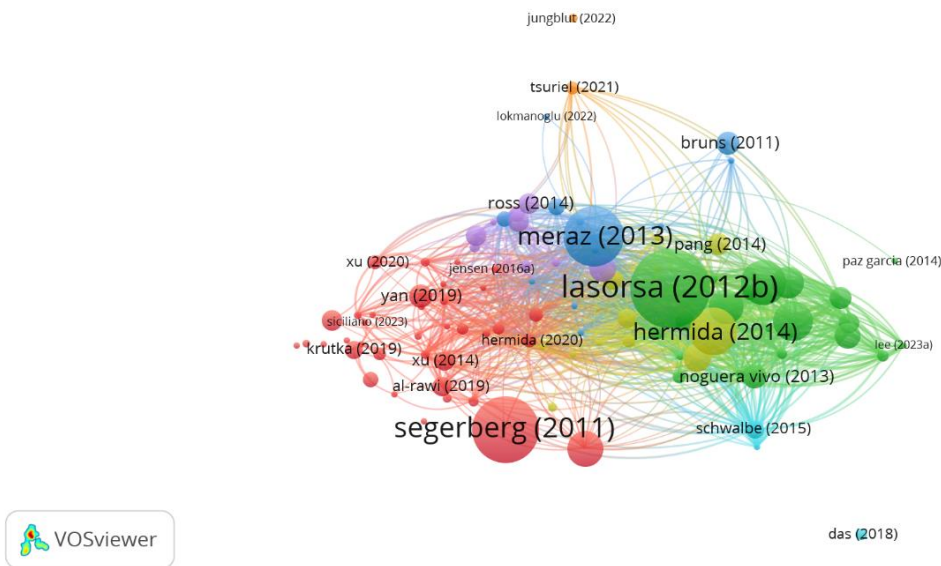 jungblut (2022)
tsuriel (2021)
lokmanoglu (2022)
bruns (2011)
ross (2014)
meraz (2013)
pang (2014)
xu (2020)
jensen (2016a)
paz garcia (2014)
yan (2019)
lasorsa (2012b)
siciliano (2023)
hermida (2014)
krutka (2019)
hermida (2020)
lee (2023a)
xu (2014)
al-rawi (2019)
noguera vivo (2013)
segerberg (2011)
schwalbe (2015)
das (2018)
VOSviewer